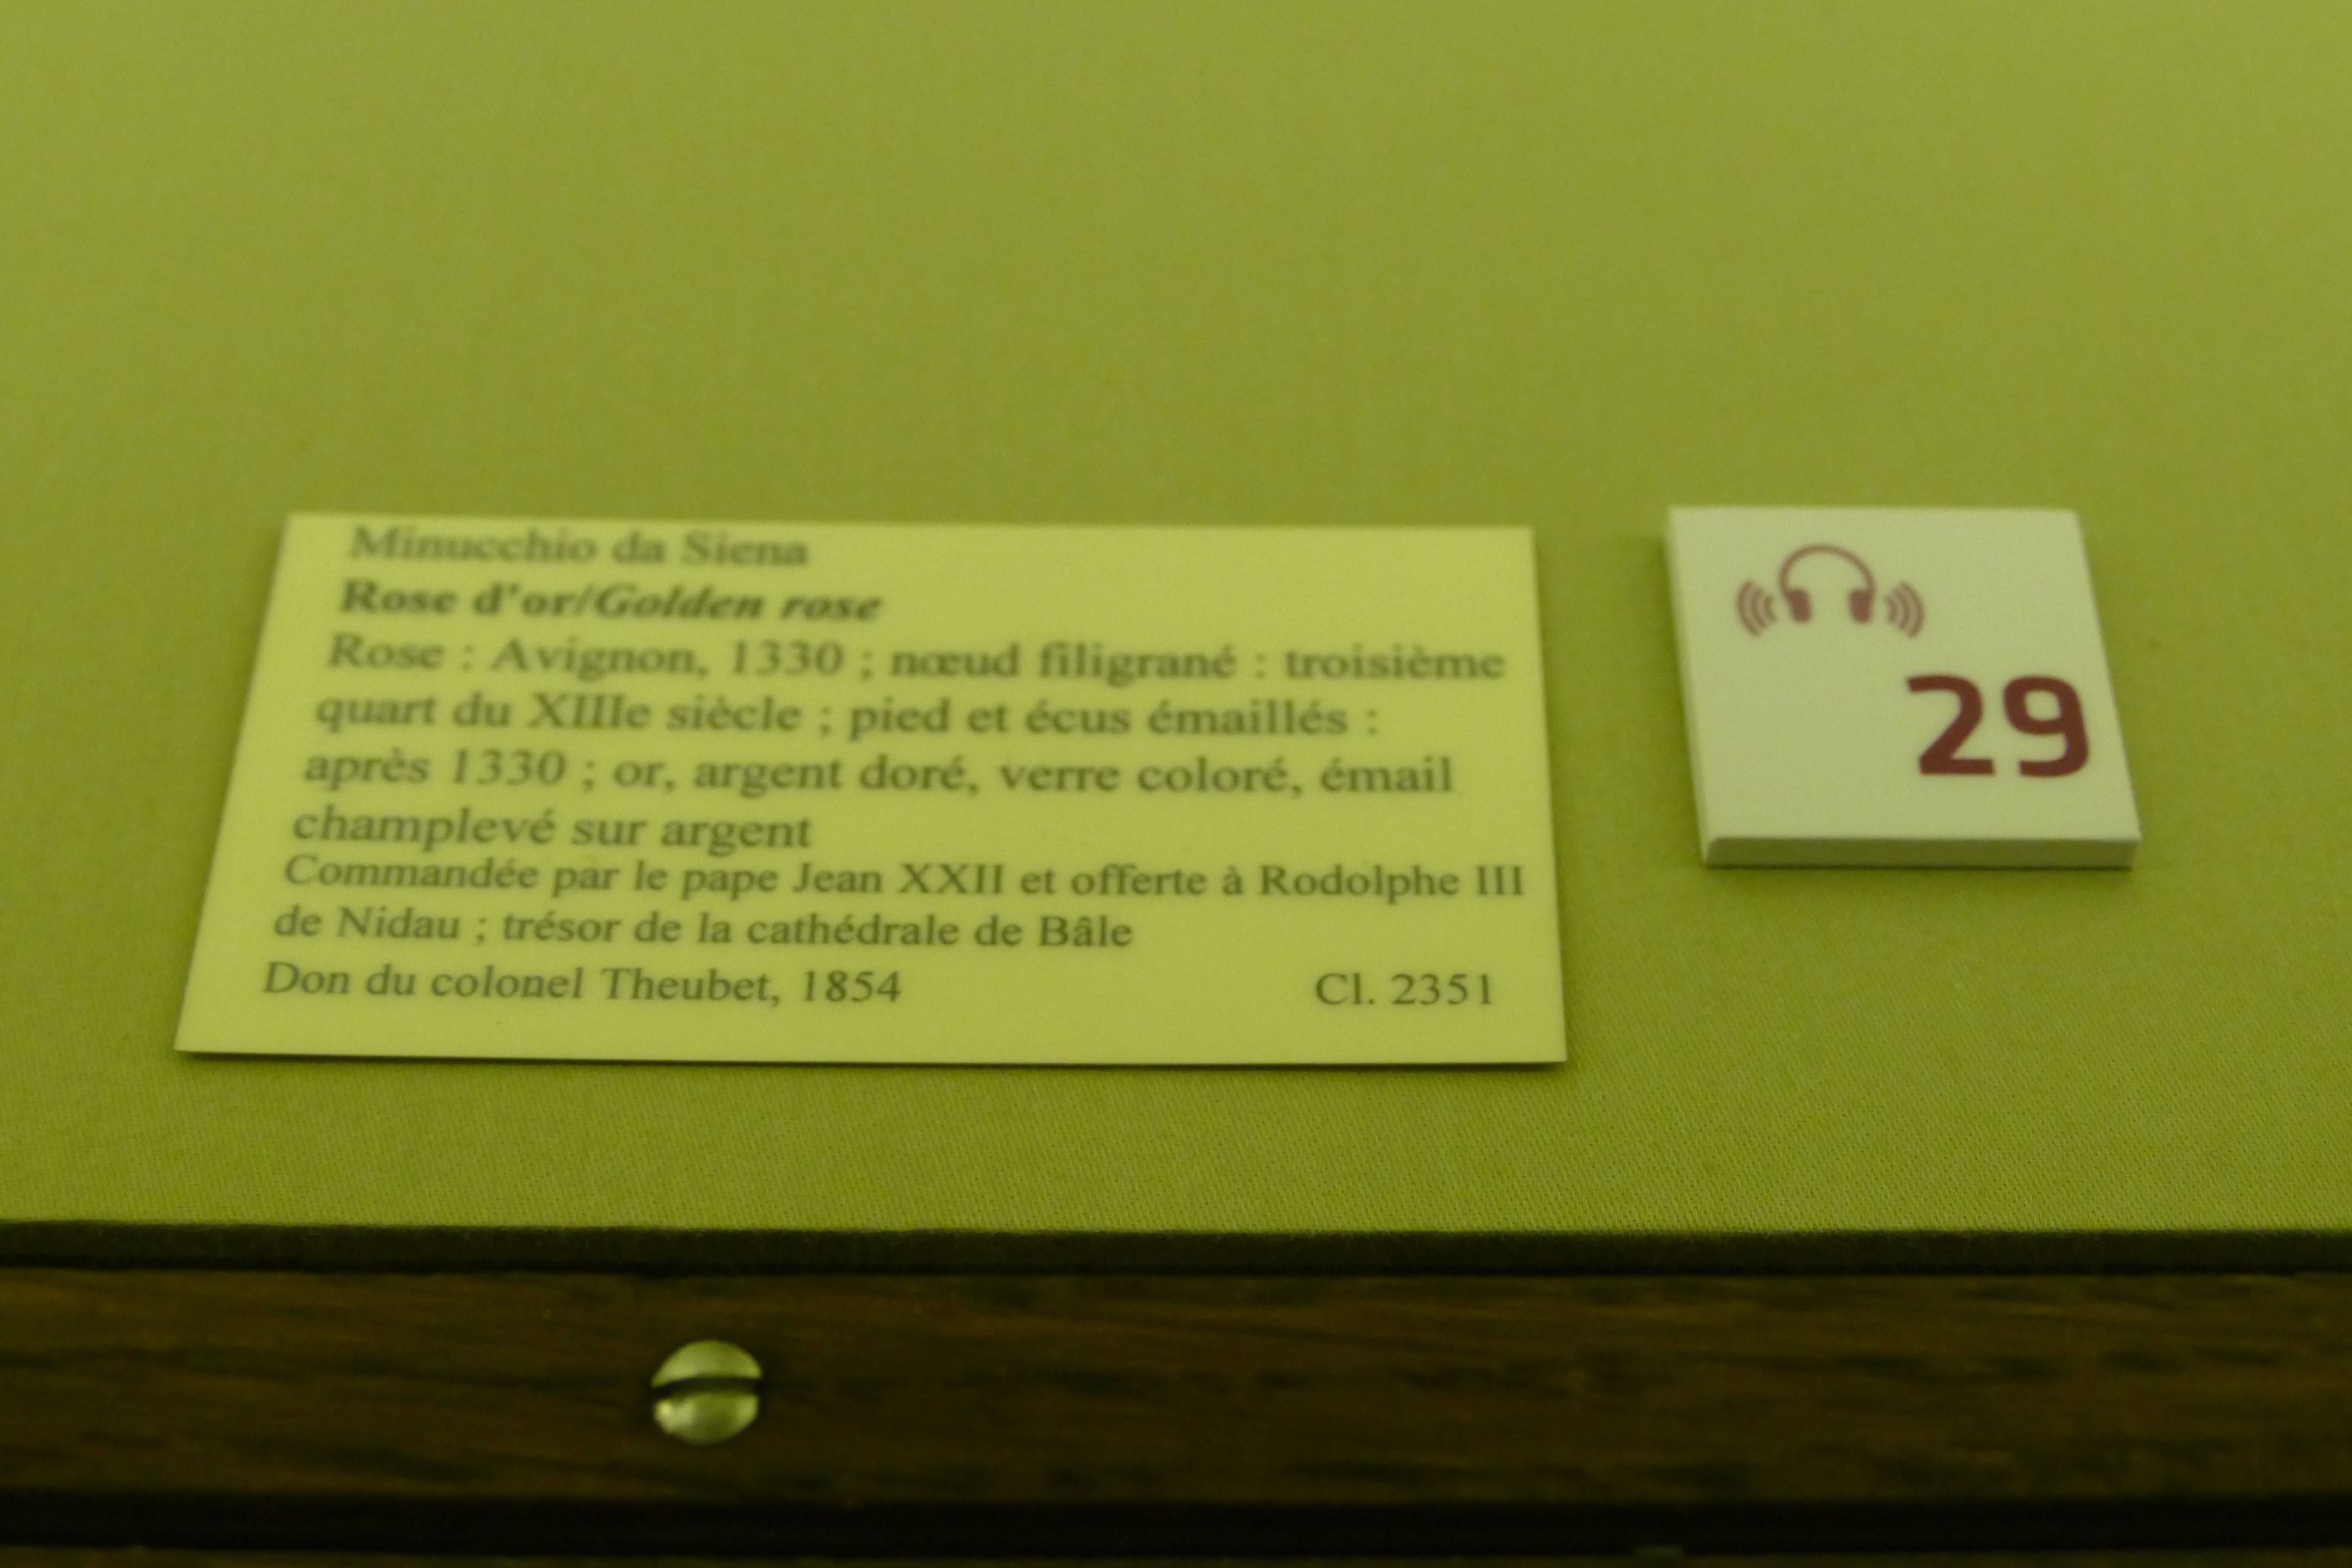 Minucchio da Siena
Rose d'or/Golden rose
Rose : Avignon, 1330 ; nœud filigrané : troisième
quart du XIIIe siècle ; pied et écus émaillés :
après 1330 ; or, argent doré, verre coloré, émail
champlevé sur argent
Commandée par le pape Jean XXII et offerte à Rodolphe III
de Nidau ; trésor de la cathédrale de Bâle
Don du colonel Theubet, 1854 Cl. 2351
29